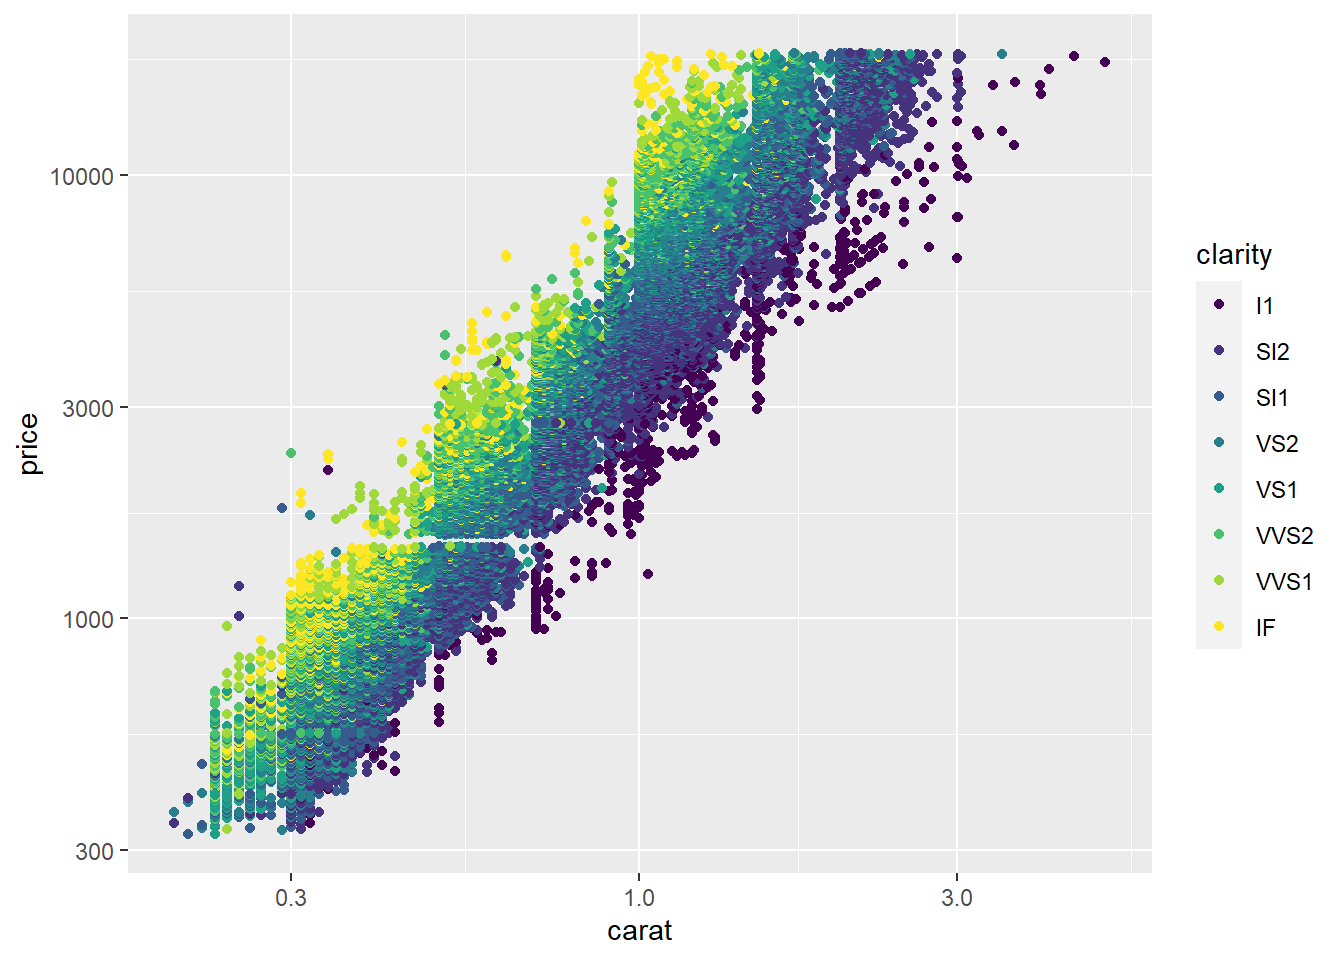 price
10000
3000
1000
300
0.3
1.0
3.0
carat
clarity
I1
SI2
SI1
VS2
VS1
VVS2
VVS1
IF